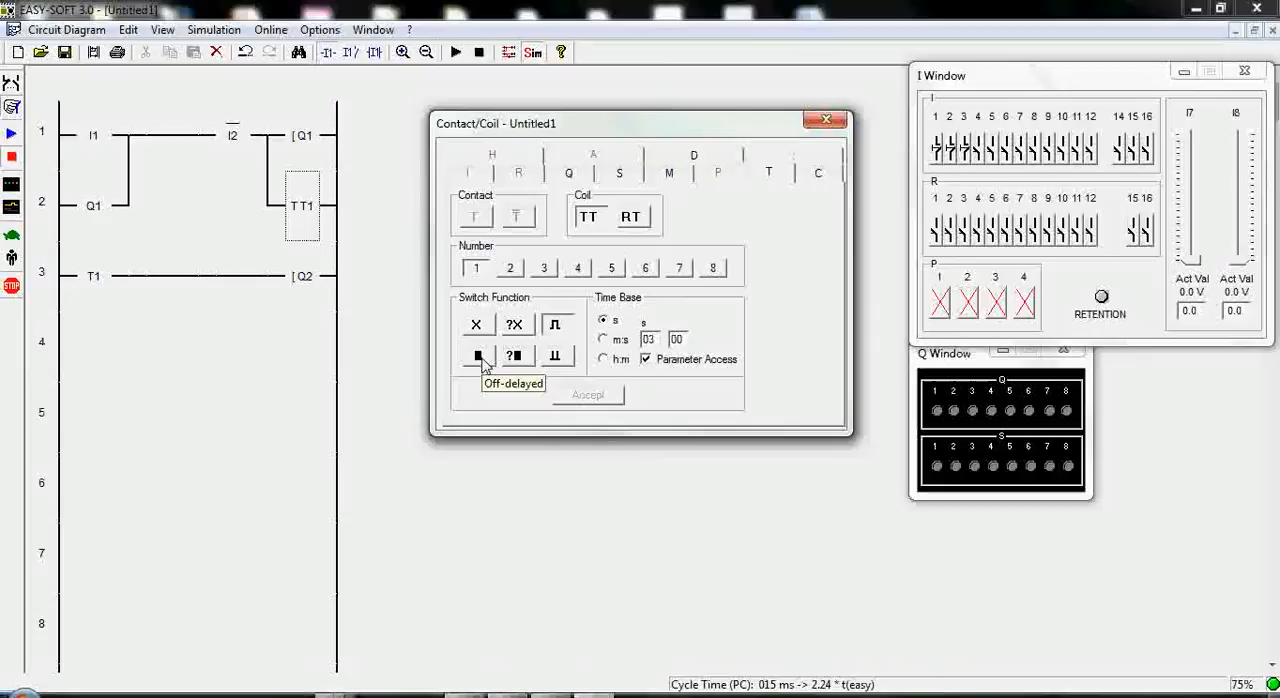 EASY-SOFT 3.0 - [Untitled1]
Circuit Diagram Edit View Simulation Online Options Window ?
Sim
1 I1 I2 [Q1
2 Q1 TT1
3 T1 [Q2
4
5
6
7
8
Contact/Coil - Untitled1
H A D
I R Q S M P T C
Contact Coil
T T TT RT
Number
1 2 3 4 5 6 7 8
Switch Function Time Base
X ?X s s
m:s 03 00
?■ h:m Parameter Access
Off-delayed
Accept
I Window
I
1 2 3 4 5 6 7 8 9 10 11 12 14 15 16
R
1 2 3 4 5 6 7 8 9 10 11 12 15 16
P
1 2 3 4
RETENTION
I7 I8
Act Val Act Val
0.0 V 0.0 V
0.0 0.0
Q Window
Q
1 2 3 4 5 6 7 8
S
1 2 3 4 5 6 7 8
STOP
Cycle Time (PC): 015 ms -> 2.24 * t(easy) 75%